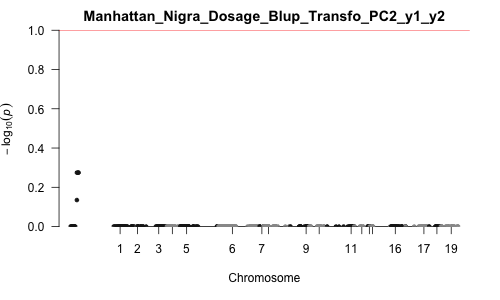 Manhattan_Nigra_Dosage_Blup_Transfo_PC2_y1_y2
1.0
0.8
0.6
0.4
0.2
0.0
− log₁₀(p)
1 2 3 5 6 7 9 11 16 17 19
Chromosome